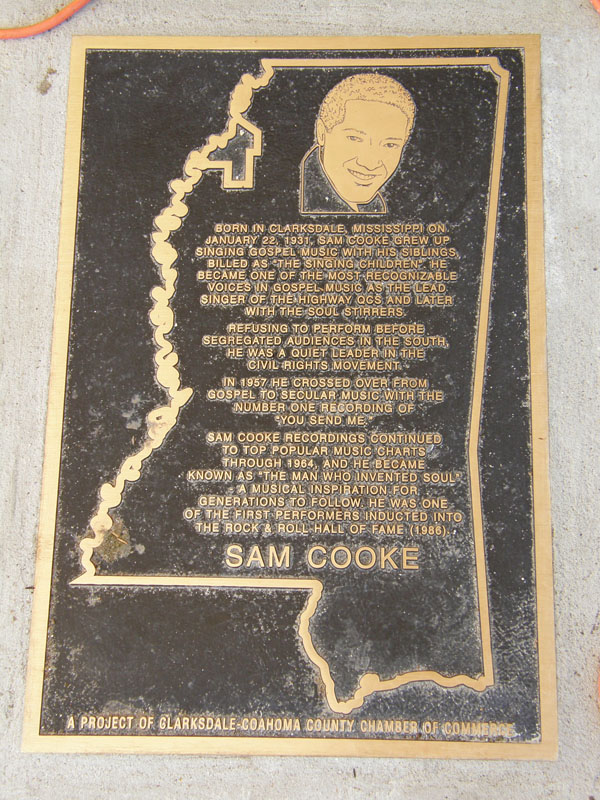 BORN IN CLARKSDALE, MISSISSIPPI ON
JANUARY 22, 1931, SAM COOKE GREW UP
SINGING GOSPEL MUSIC WITH HIS SIBLINGS,
BILLED AS "THE SINGING CHILDREN". HE
BECAME ONE OF THE MOST RECOGNIZABLE
VOICES IN GOSPEL MUSIC AS THE LEAD
SINGER OF THE HIGHWAY QCS AND LATER
WITH THE SOUL STIRRERS.
REFUSING TO PERFORM BEFORE
SEGREGATED AUDIENCES IN THE SOUTH,
HE WAS A QUIET LEADER IN THE
CIVIL RIGHTS MOVEMENT.
IN 1957 HE CROSSED OVER FROM
GOSPEL TO SECULAR MUSIC WITH THE
NUMBER ONE RECORDING OF
"YOU SEND ME."
SAM COOKE RECORDINGS CONTINUED
TO TOP POPULAR MUSIC CHARTS
THROUGH 1964, AND HE BECAME
KNOWN AS "THE MAN WHO INVENTED SOUL"
A MUSICAL INSPIRATION FOR
GENERATIONS TO FOLLOW, HE WAS ONE
OF THE FIRST PERFORMERS INDUCTED INTO
THE ROCK & ROLL HALL OF FAME (1986).
SAM COOKE
A PROJECT OF CLARKSDALE-COAHOMA COUNTY CHAMBER OF COMMERCE